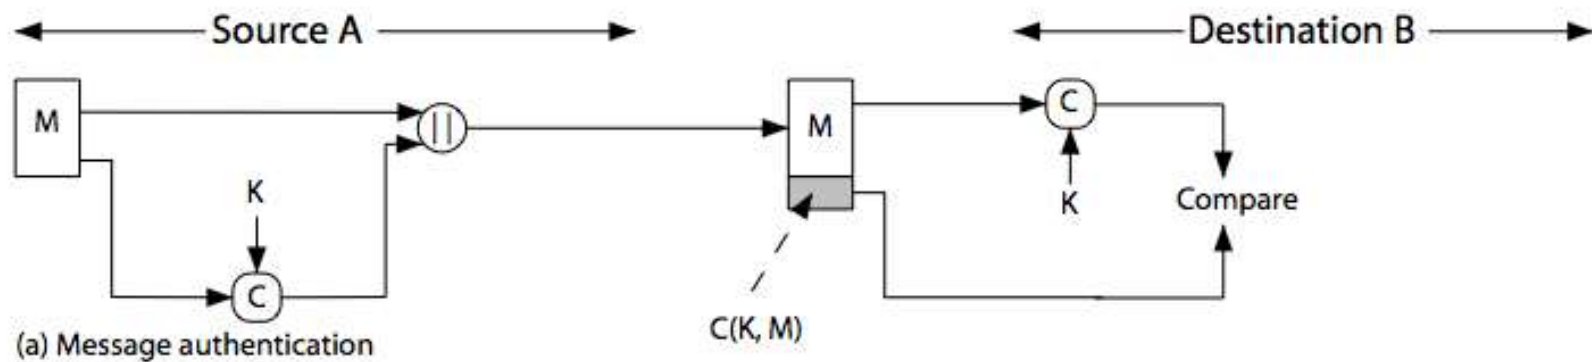 Source A
Destination B
M
||
M
C
K
K
Compare
C
C(K, M)
(a) Message authentication